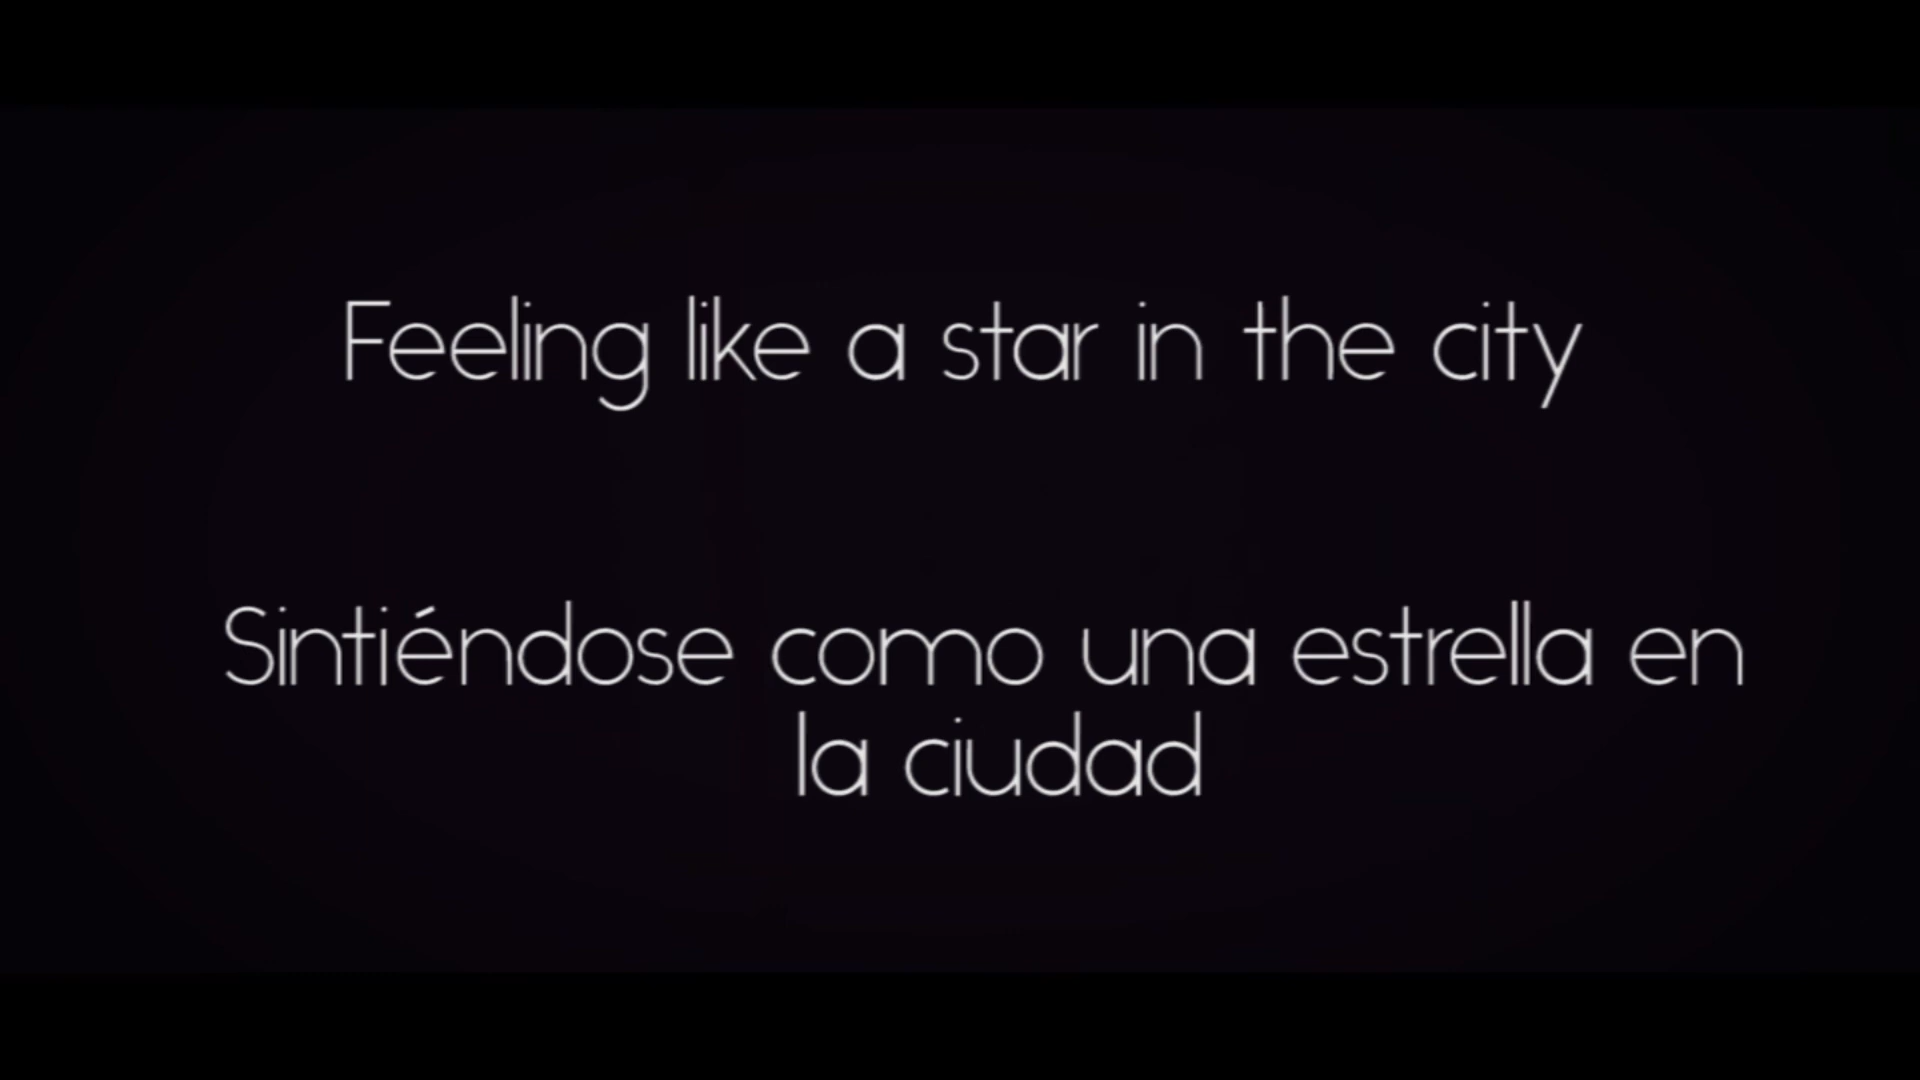 Feeling like a star in the city
Sintiéndose como una estrella en
la ciudad